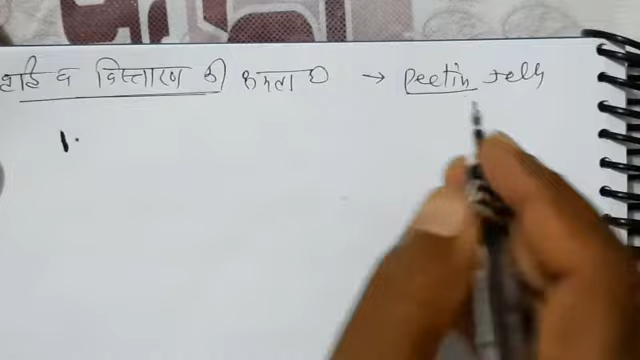 व विस्तारण की क्षमता → Pectin Jelly
1.